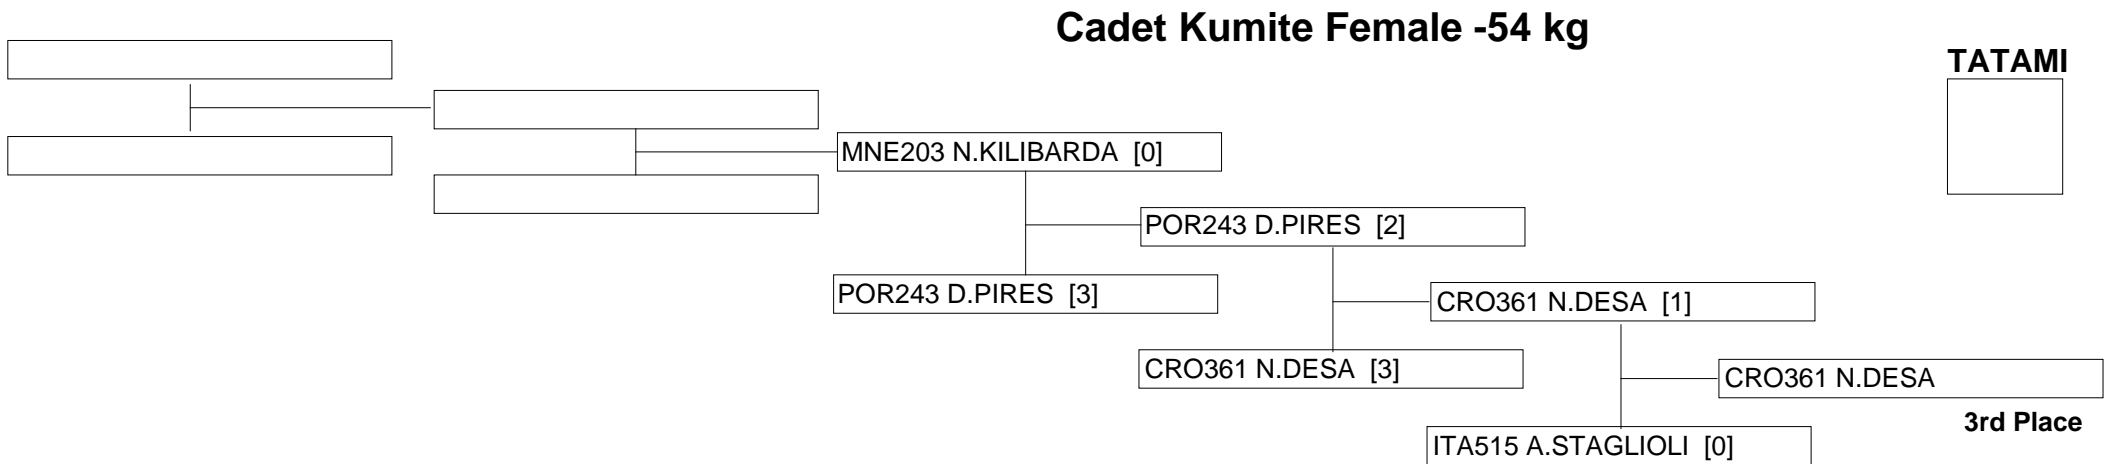 Cadet Kumite Female -54 kg
TATAMI
MNE203 N.KILIBARDA [0]
POR243 D.PIRES [2]
POR243 D.PIRES [3]
CRO361 N.DESA [1]
CRO361 N.DESA [3]
CRO361 N.DESA
3rd Place
ITA515 A.STAGLIOLI [0]